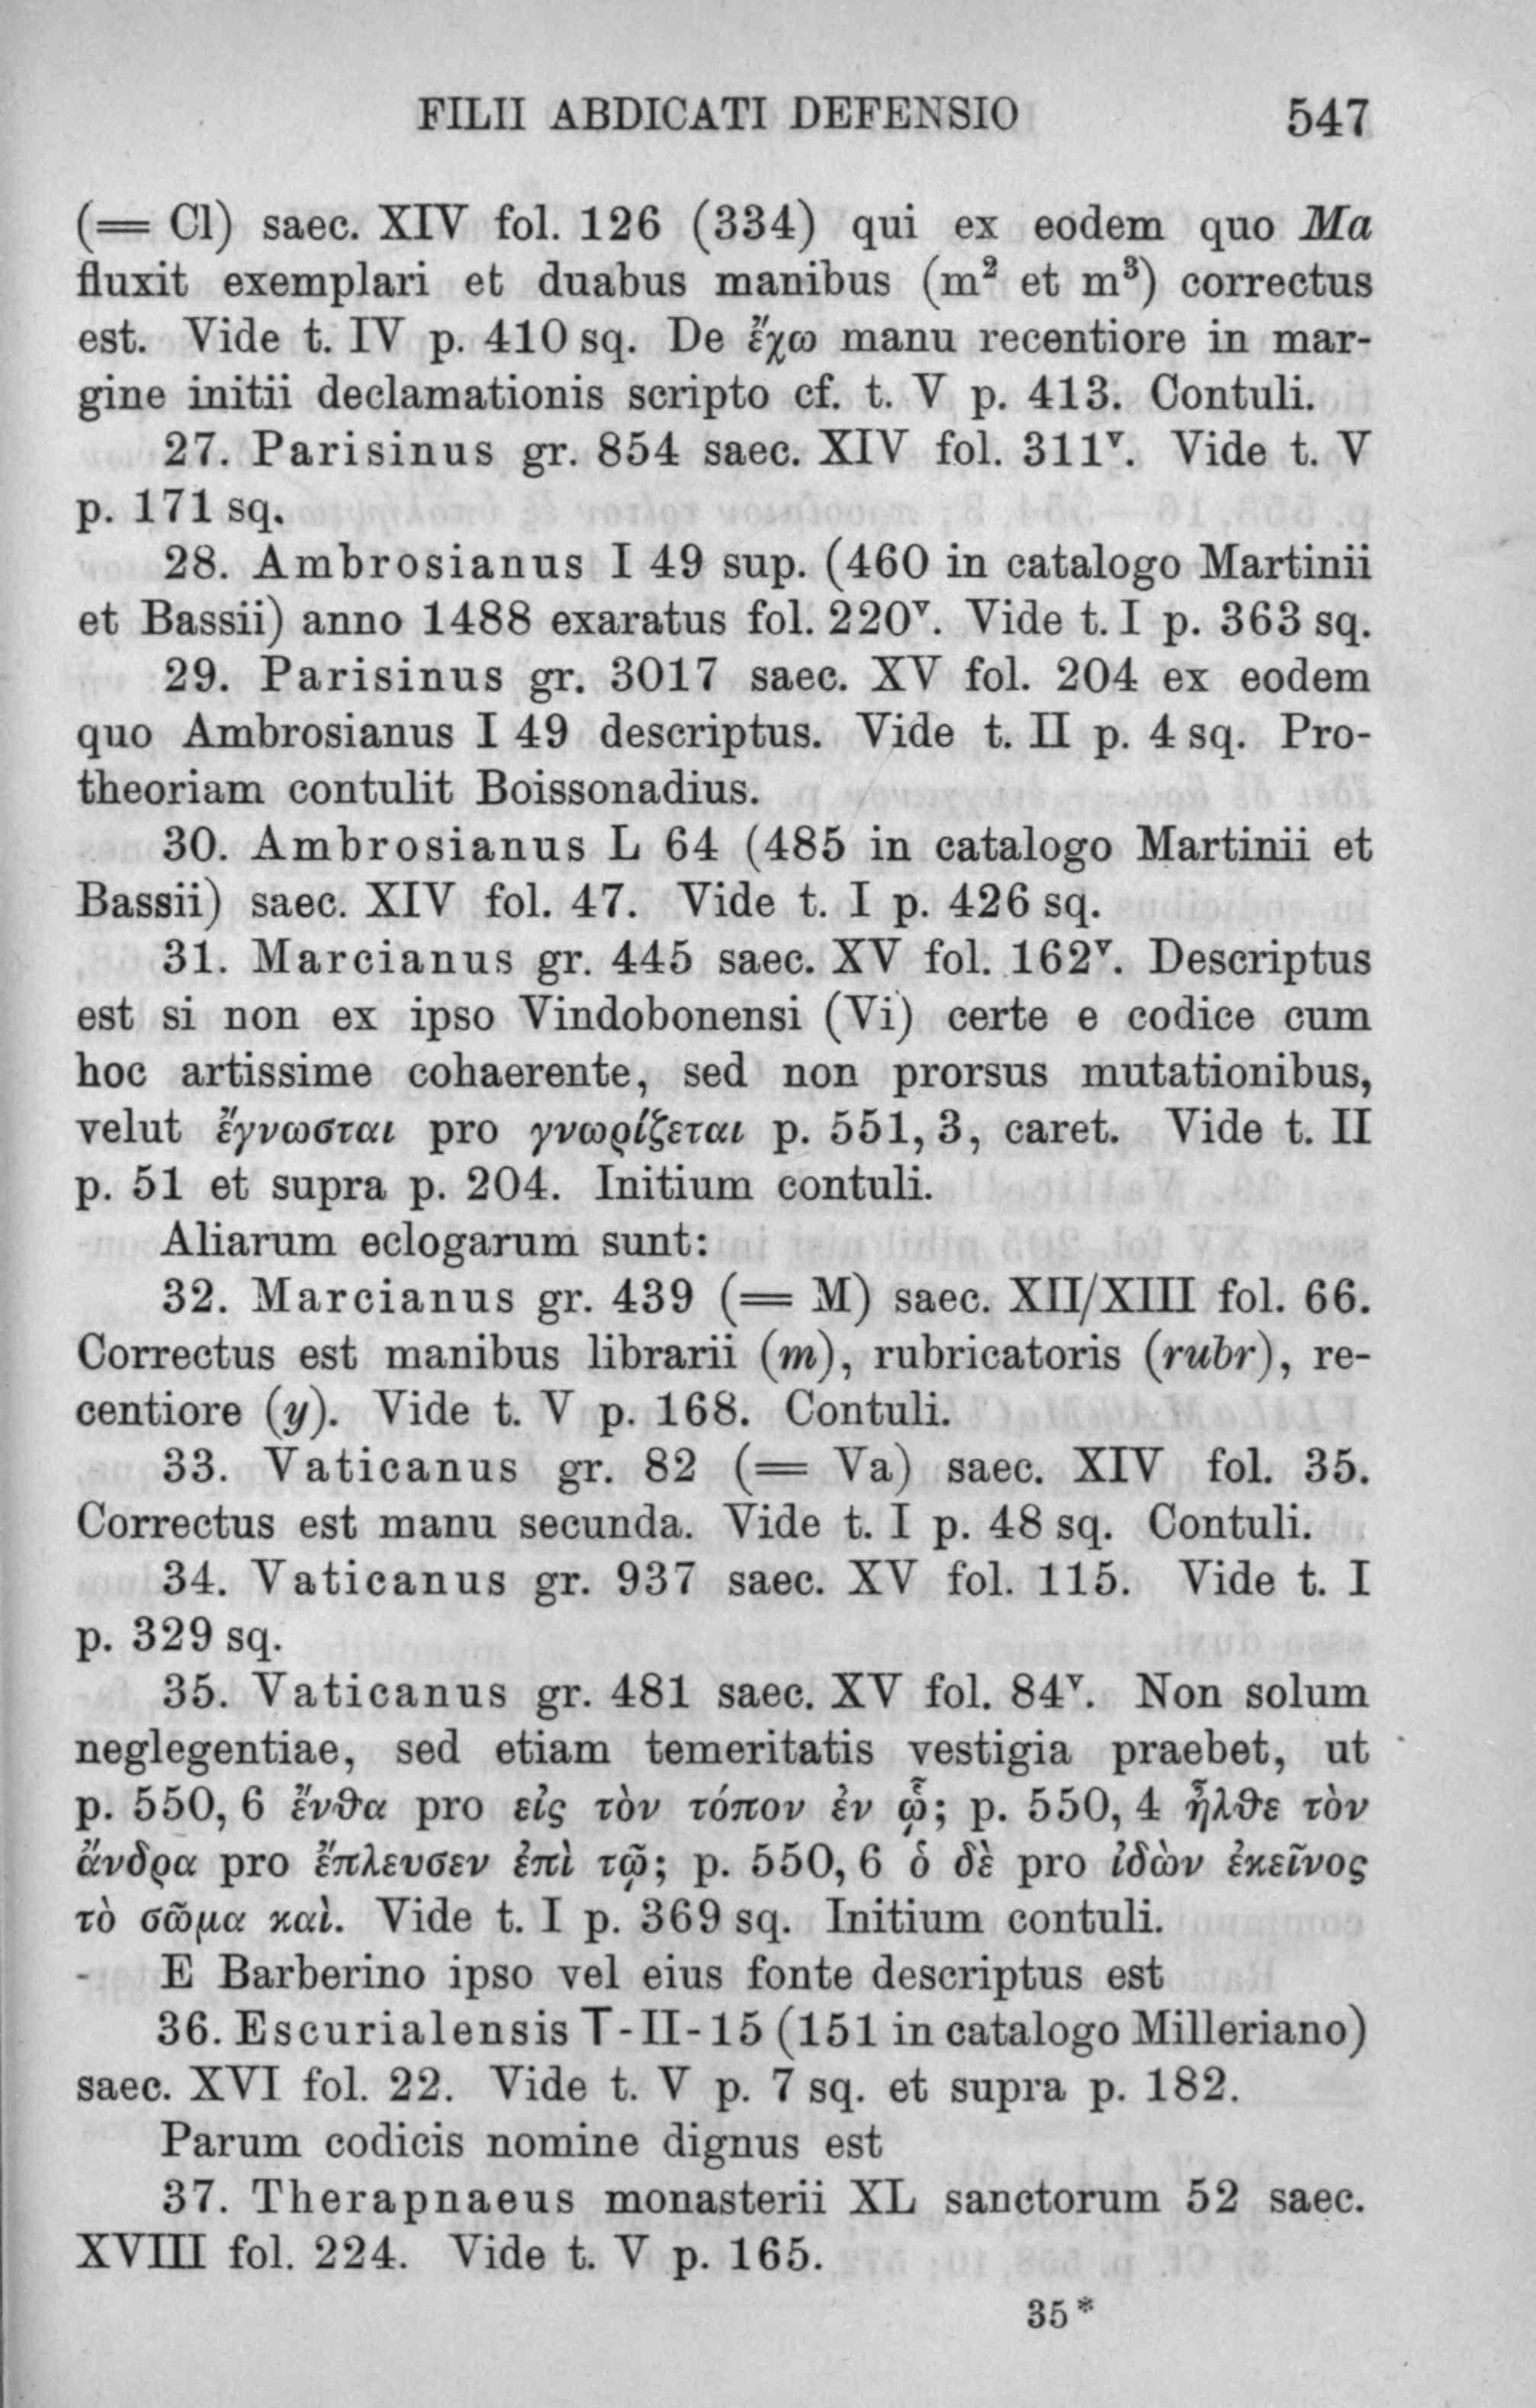 FILII ABDICATI DEFENSIO 547
(= Cl) saec. XIV fol. 126 (334) qui ex eodem quo Ma
fluxit exemplari et duabus manibus (m² et m³) correctus
est. Vide t. IV p. 410 sq. De ἔχω manu recentiore in mar-
gine initii declamationis scripto cf. t. V p. 413. Contuli.
27. Parisinus gr. 854 saec. XIV fol. 311ᵛ. Vide t. V
p. 171 sq.
28. Ambrosianus I 49 sup. (460 in catalogo Martinii
et Bassii) anno 1488 exaratus fol. 220ᵛ. Vide t. I p. 363 sq.
29. Parisinus gr. 3017 saec. XV fol. 204 ex eodem
quo Ambrosianus I 49 descriptus. Vide t. II p. 4 sq. Pro-
theoriam contulit Boissonadius.
30. Ambrosianus L 64 (485 in catalogo Martinii et
Bassii) saec. XIV fol. 47. Vide t. I p. 426 sq.
31. Marcianus gr. 445 saec. XV fol. 162ᵛ. Descriptus
est si non ex ipso Vindobonensi (Vi) certe e codice cum
hoc artissime cohaerente, sed non prorsus mutationibus,
velut ἔγνωσται pro γνωρίζεται p. 551, 3, caret. Vide t. II
p. 51 et supra p. 204. Initium contuli.
Aliarum eclogarum sunt:
32. Marcianus gr. 439 (= M) saec. XII/XIII fol. 66.
Correctus est manibus librarii (m), rubricatoris (rubr), re-
centiore (y). Vide t. V p. 168. Contuli.
33. Vaticanus gr. 82 (= Va) saec. XIV fol. 35.
Correctus est manu secunda. Vide t. I p. 48 sq. Contuli.
34. Vaticanus gr. 937 saec. XV fol. 115. Vide t. I
p. 329 sq.
35. Vaticanus gr. 481 saec. XV fol. 84ᵛ. Non solum
neglegentiae, sed etiam temeritatis vestigia praebet, ut
p. 550, 6 ἔνθα pro εἰς τὸν τόπον ἐν ᾧ; p. 550, 4 ἦλθε τὸν
ἄνδρα pro ἔπλευσεν ἐπὶ τῷ; p. 550, 6 ὁ δὲ pro ἰδὼν ἐκεῖνος
τὸ σῶμα καὶ. Vide t. I p. 369 sq. Initium contuli.
E Barberino ipso vel eius fonte descriptus est
36. Escurialensis T-II-15 (151 in catalogo Milleriano)
saec. XVI fol. 22. Vide t. V p. 7 sq. et supra p. 182.
Parum codicis nomine dignus est
37. Therapnaeus monasterii XL sanctorum 52 saec.
XVIII fol. 224. Vide t. V p. 165.
35*